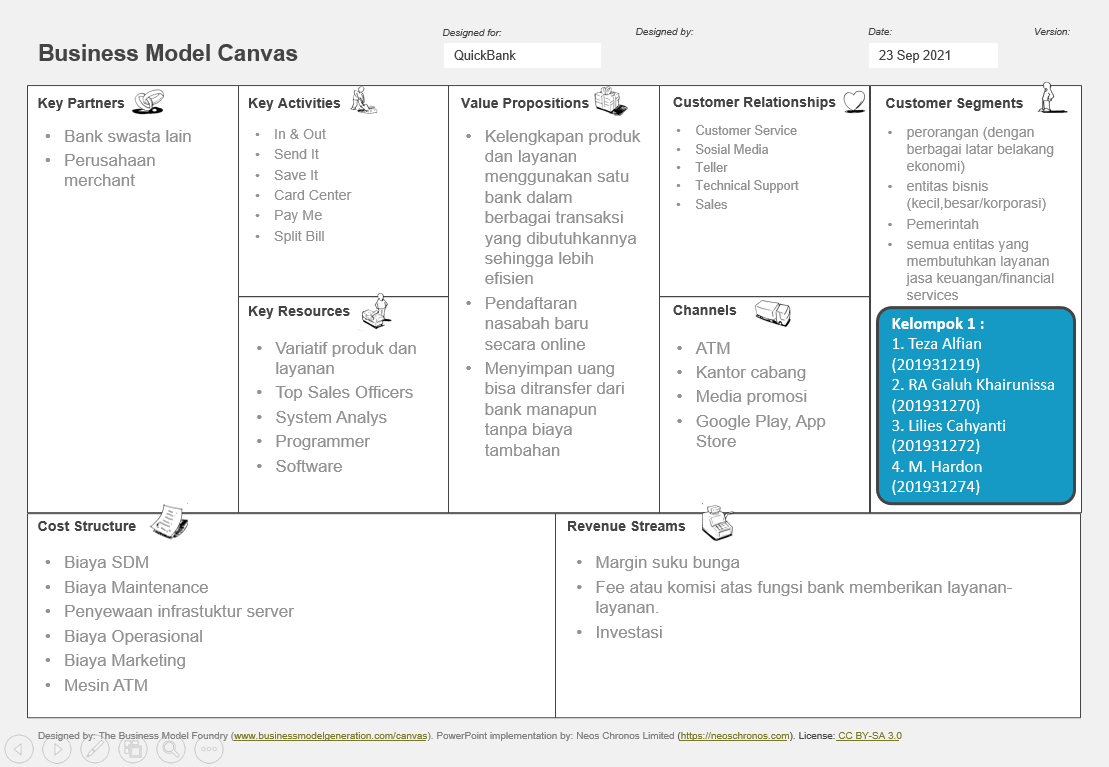 Business Model Canvas
Designed for:
QuickBank
Designed by:
Date:
23 Sep 2021
Version:
Key Partners
• Bank swasta lain
• Perusahaan
merchant
Key Activities
• In & Out
• Send It
• Save It
• Card Center
• Pay Me
• Split Bill
Key Resources
• Variatif produk dan
layanan
• Top Sales Officers
• System Analys
• Programmer
• Software
Value Propositions
• Kelengkapan produk
dan layanan
menggunakan satu
bank dalam
berbagai transaksi
yang dibutuhkannya
sehingga lebih
efisien
• Pendaftaran
nasabah baru
secara online
• Menyimpan uang
bisa ditransfer dari
bank manapun
tanpa biaya
tambahan
Customer Relationships
• Customer Service
• Sosial Media
• Teller
• Technical Support
• Sales
Channels
• ATM
• Kantor cabang
• Media promosi
• Google Play, App
Store
Customer Segments
• perorangan (dengan
berbagai latar belakang
ekonomi)
• entitas bisnis
(kecil,besar/korporasi)
• Pemerintah
• semua entitas yang
membutuhkan layanan
jasa keuangan/financial
services
Kelompok 1 :
1. Teza Alfian
(201931219)
2. RA Galuh Khairunissa
(201931270)
3. Lilies Cahyanti
(201931272)
4. M. Hardon
(201931274)
Cost Structure
• Biaya SDM
• Biaya Maintenance
• Penyewaan infrastuktur server
• Biaya Operasional
• Biaya Marketing
• Mesin ATM
Revenue Streams
• Margin suku bunga
• Fee atau komisi atas fungsi bank memberikan layanan-
layanan.
• Investasi
Designed by: The Business Model Foundry (www.businessmodelgeneration.com/canvas). PowerPoint implementation by: Neos Chronos Limited (https://neoschronos.com). License: CC BY-SA 3.0